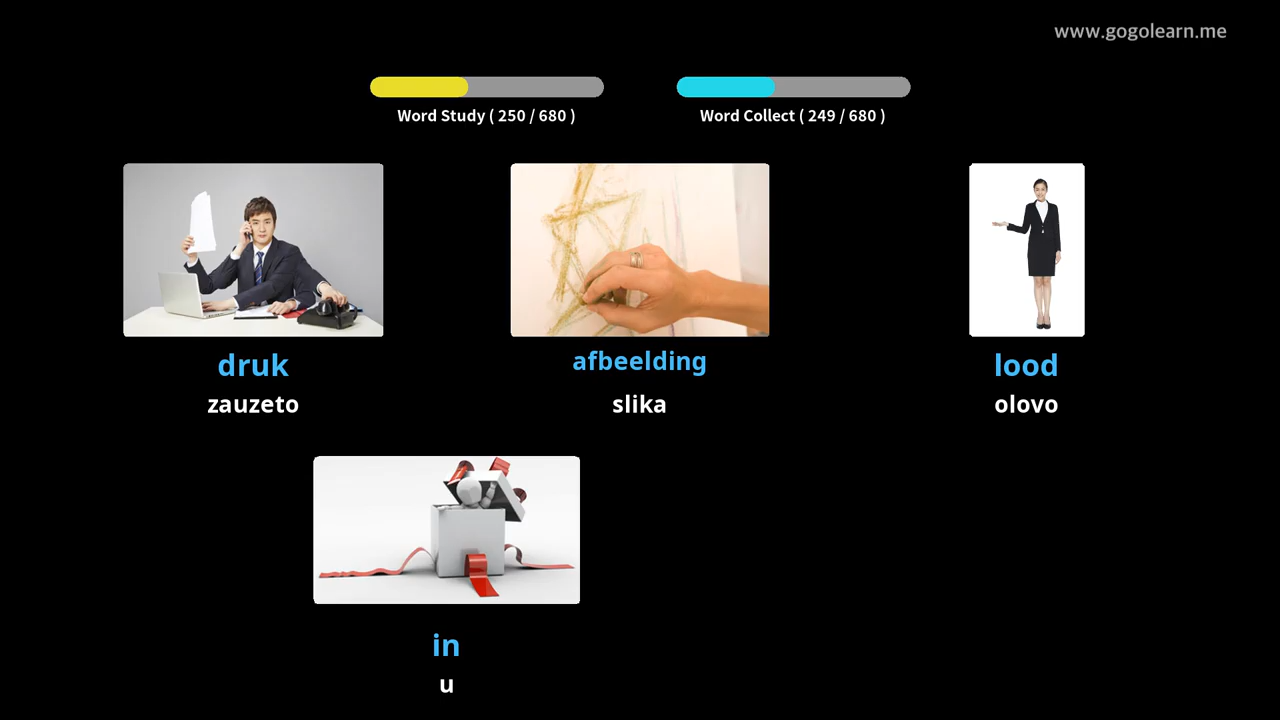 www.gogolearn.me
Word Study ( 250 / 680 )
Word Collect ( 249 / 680 )
druk
zauzeto
afbeelding
slika
lood
olovo
in
u